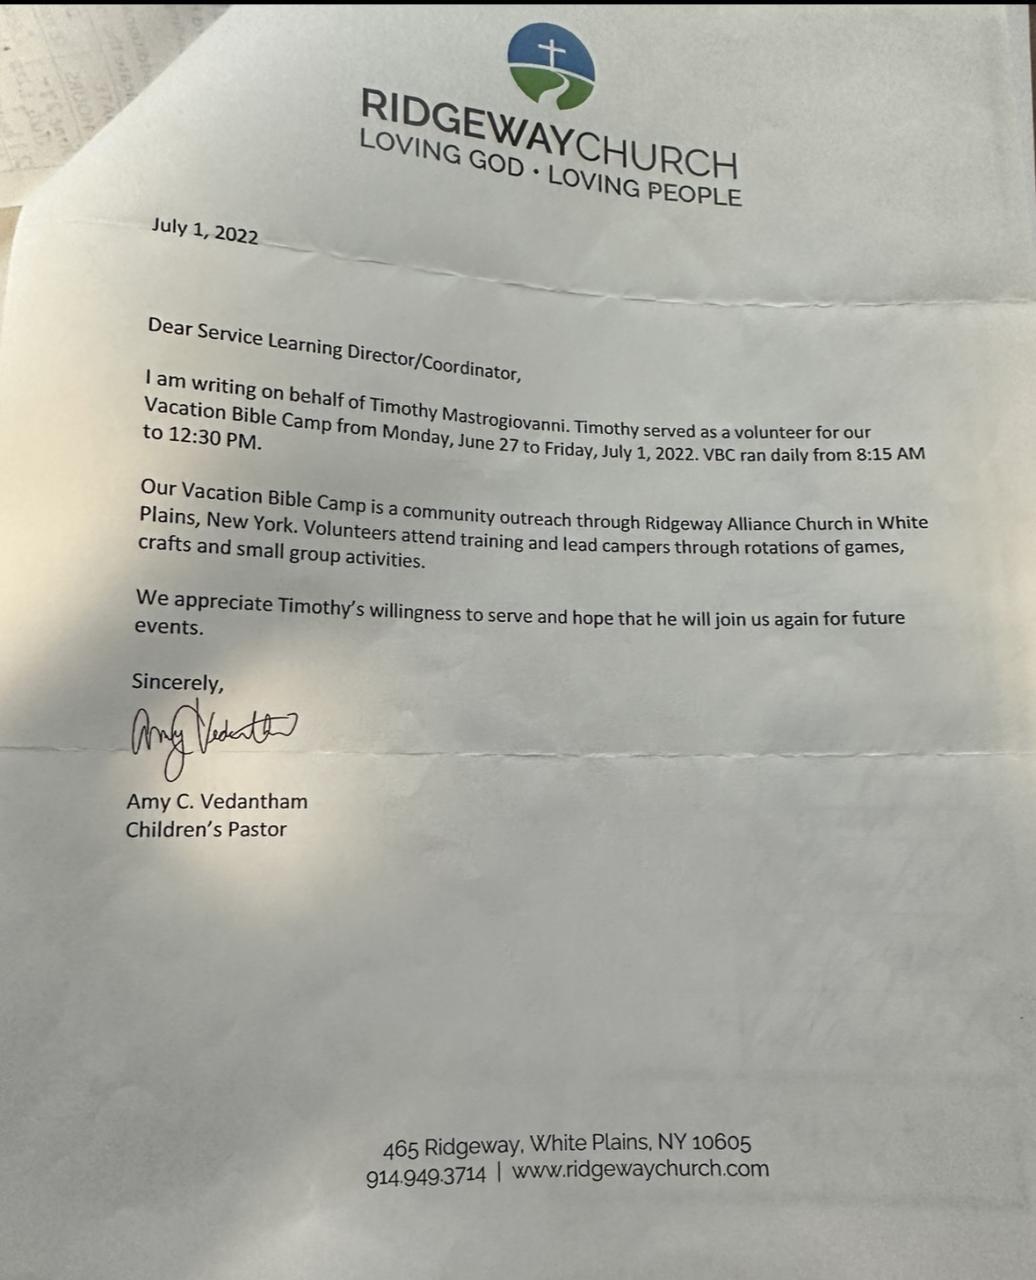 RIDGEWAYCHURCH
LOVING GOD • LOVING PEOPLE
July 1, 2022
Dear Service Learning Director/Coordinator,
I am writing on behalf of Timothy Mastrogiovanni. Timothy served as a volunteer for our
Vacation Bible Camp from Monday, June 27 to Friday, July 1, 2022. VBC ran daily from 8:15 AM
to 12:30 PM.
Our Vacation Bible Camp is a community outreach through Ridgeway Alliance Church in White
Plains, New York. Volunteers attend training and lead campers through rotations of games,
crafts and small group activities.
We appreciate Timothy's willingness to serve and hope that he will join us again for future
events.
Sincerely,
Amy Vedantham
Amy C. Vedantham
Children's Pastor
465 Ridgeway, White Plains, NY 10605
914.949.3714 | www.ridgewaychurch.com